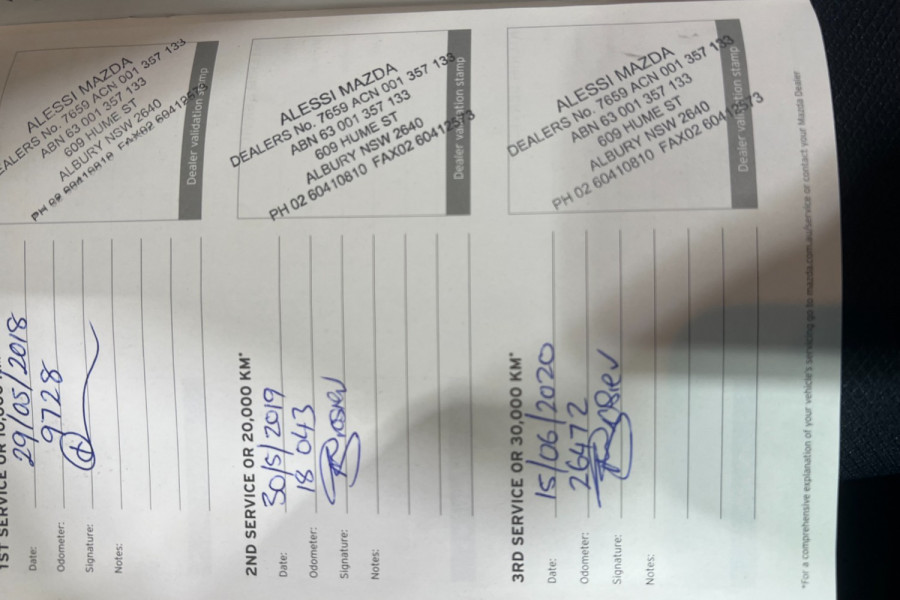 1ST SERVICE OR 10,000 KM*
Date: 29/05/2018
Odometer: 9728
Signature:
Notes:
ALESSI MAZDA
DEALERS No. 7659 ACN 001 357 133
ABN 63 001 357 133
609 HUME ST
ALBURY NSW 2640
PH 02 60410810 FAX02 60412573
Dealer validation stamp
2ND SERVICE OR 20,000 KM*
Date: 30/5/2019
Odometer: 18 043
Signature:
Notes:
ALESSI MAZDA
DEALERS No. 7659 ACN 001 357 133
ABN 63 001 357 133
609 HUME ST
ALBURY NSW 2640
PH 02 60410810 FAX02 60412573
Dealer validation stamp
3RD SERVICE OR 30,000 KM*
Date: 15/06/2020
Odometer: 26472
Signature:
Notes:
ALESSI MAZDA
DEALERS No. 7659 ACN 001 357 133
ABN 63 001 357 133
609 HUME ST
ALBURY NSW 2640
PH 02 60410810 FAX02 60412573
Dealer validation stamp
*For a comprehensive explanation of your vehicle's servicing go to mazda.com.au/service or contact your Mazda Dealer